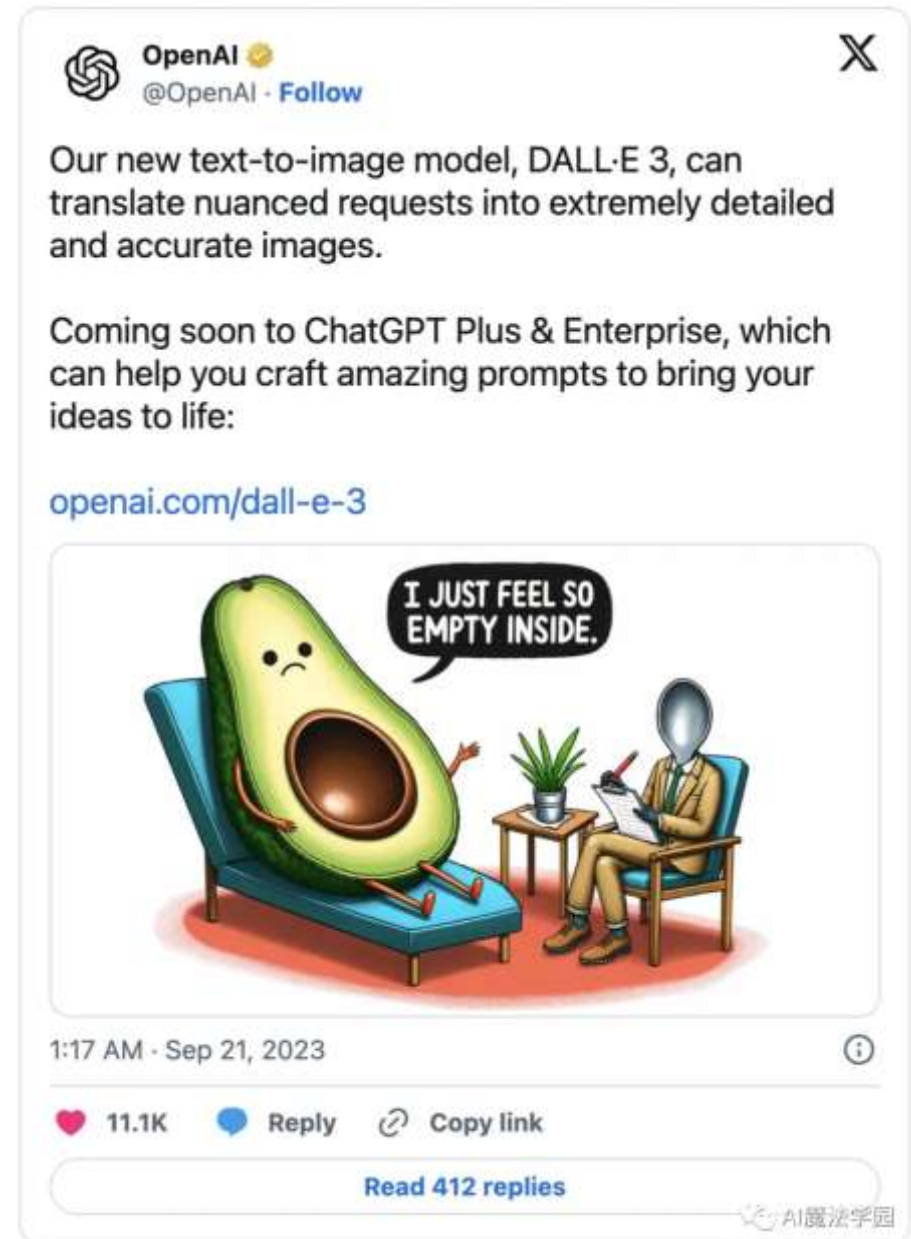 OpenAI
@OpenAI · Follow
Our new text-to-image model, DALL·E 3, can
translate nuanced requests into extremely detailed
and accurate images.
Coming soon to ChatGPT Plus & Enterprise, which
can help you craft amazing prompts to bring your
ideas to life:
openai.com/dall-e-3
I JUST FEEL SO
EMPTY INSIDE.
1:17 AM · Sep 21, 2023
11.1K Reply Copy link
Read 412 replies
AI魔法学园